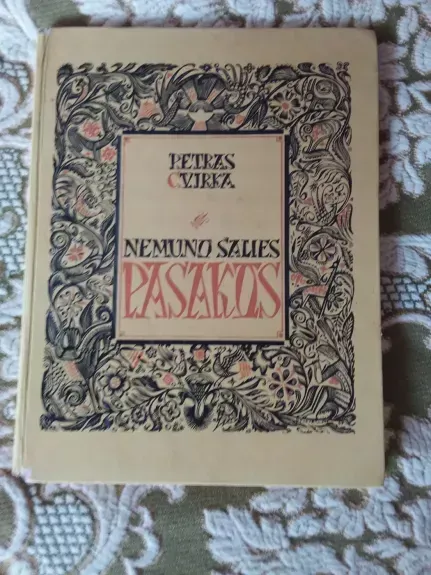 PETRAS
CVIRKA
NEMUNO ŠALIES
PASAKOS